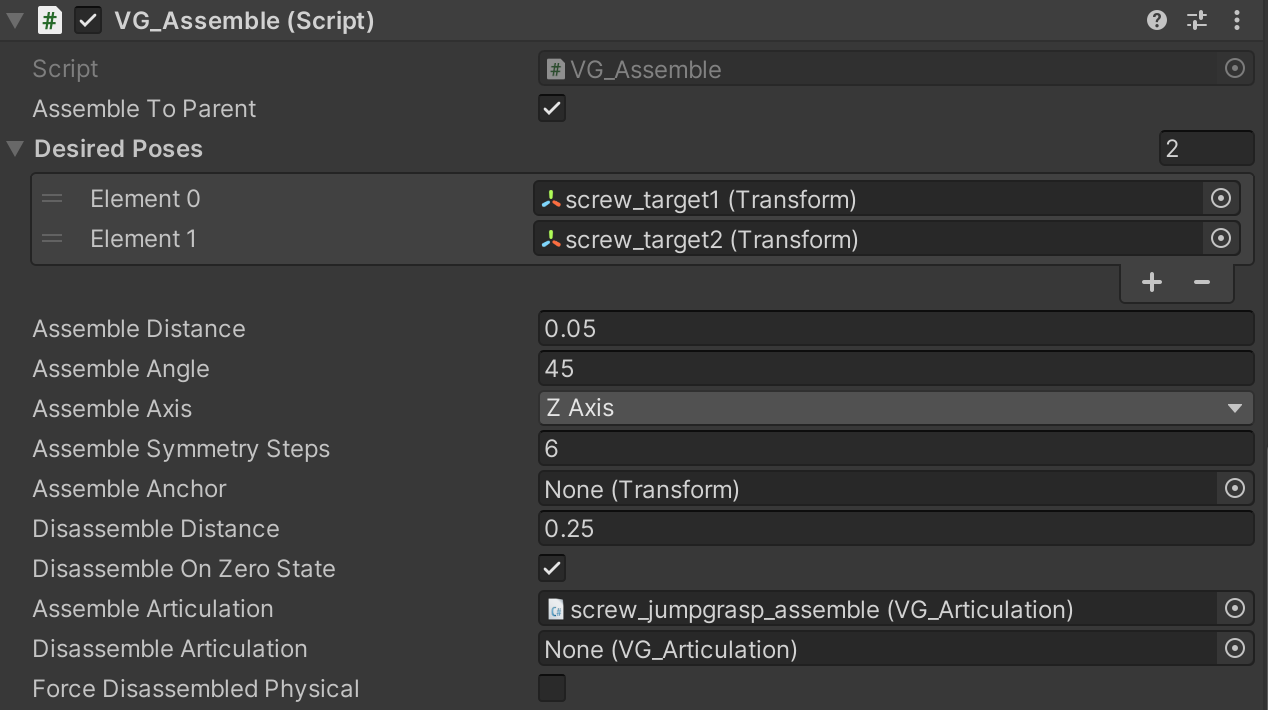 VG_Assemble (Script)
Script VG_Assemble
Assemble To Parent
Desired Poses 2
Element 0 screw_target1 (Transform)
Element 1 screw_target2 (Transform)
Assemble Distance 0.05
Assemble Angle 45
Assemble Axis Z Axis
Assemble Symmetry Steps 6
Assemble Anchor None (Transform)
Disassemble Distance 0.25
Disassemble On Zero State
Assemble Articulation screw_jumpgrasp_assemble (VG_Articulation)
Disassemble Articulation None (VG_Articulation)
Force Disassembled Physical